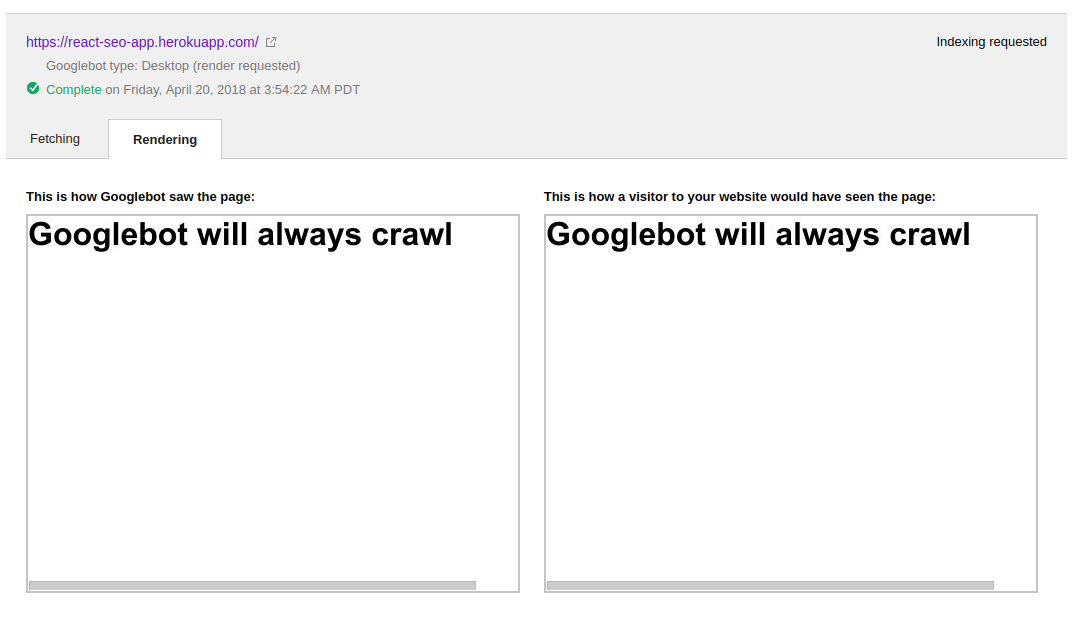 https://react-seo-app.herokuapp.com/
Indexing requested
Googlebot type: Desktop (render requested)
Complete on Friday, April 20, 2018 at 3:54:22 AM PDT
Fetching
Rendering
This is how Googlebot saw the page:
This is how a visitor to your website would have seen the page:
Googlebot will always crawl
Googlebot will always crawl